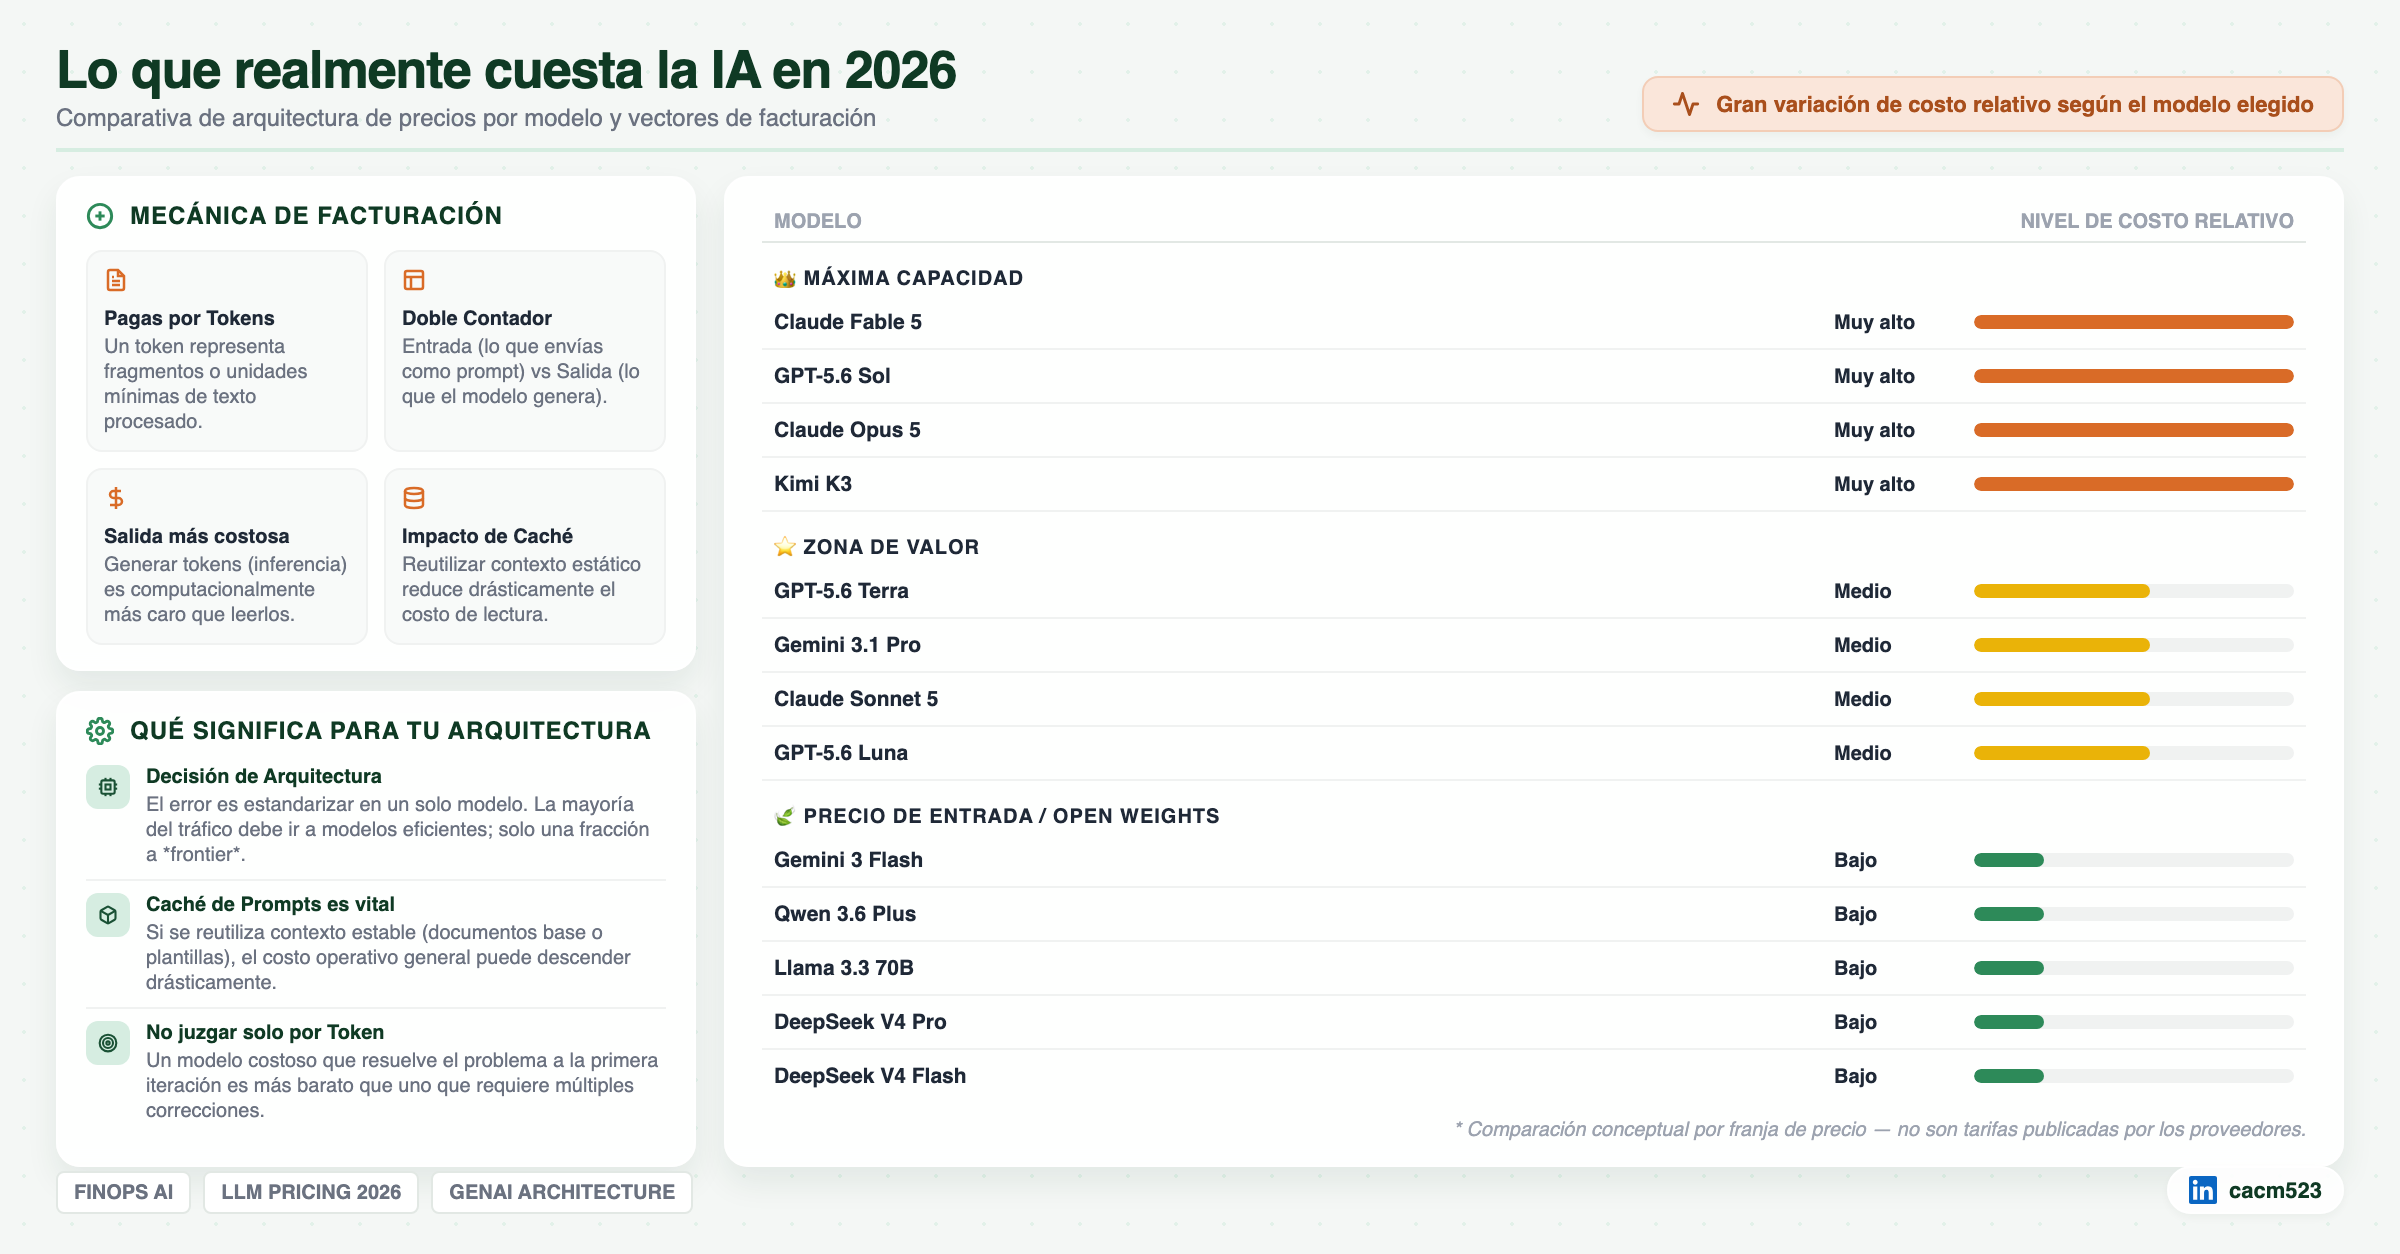 Lo que realmente cuesta la IA en 2026
Comparativa de arquitectura de precios por modelo y vectores de facturación
Gran variación de costo relativo según el modelo elegido
MECÁNICA DE FACTURACIÓN
Pagas por Tokens
Un token representa
fragmentos o unidades
mínimas de texto
procesado.
Doble Contador
Entrada (lo que envías
como prompt) vs Salida (lo
que el modelo genera).
Salida más costosa
Generar tokens (inferencia)
es computacionalmente
más caro que leerlos.
Impacto de Caché
Reutilizar contexto estático
reduce drásticamente el
costo de lectura.
QUÉ SIGNIFICA PARA TU ARQUITECTURA
Decisión de Arquitectura
El error es estandarizar en un solo modelo. La mayoría
del tráfico debe ir a modelos eficientes; solo una fracción
a *frontier*.
Caché de Prompts es vital
Si se reutiliza contexto estable (documentos base o
plantillas), el costo operativo general puede descender
drásticamente.
No juzgar solo por Token
Un modelo costoso que resuelve el problema a la primera
iteración es más barato que uno que requiere múltiples
correcciones.
MODELO NIVEL DE COSTO RELATIVO
MÁXIMA CAPACIDAD
Claude Fable 5 Muy alto
GPT-5.6 Sol Muy alto
Claude Opus 5 Muy alto
Kimi K3 Muy alto
ZONA DE VALOR
GPT-5.6 Terra Medio
Gemini 3.1 Pro Medio
Claude Sonnet 5 Medio
GPT-5.6 Luna Medio
PRECIO DE ENTRADA / OPEN WEIGHTS
Gemini 3 Flash Bajo
Qwen 3.6 Plus Bajo
Llama 3.3 70B Bajo
DeepSeek V4 Pro Bajo
DeepSeek V4 Flash Bajo
* Comparación conceptual por franja de precio — no son tarifas publicadas por los proveedores.
FINOPS AI LLM PRICING 2026 GENAI ARCHITECTURE
in cacm523